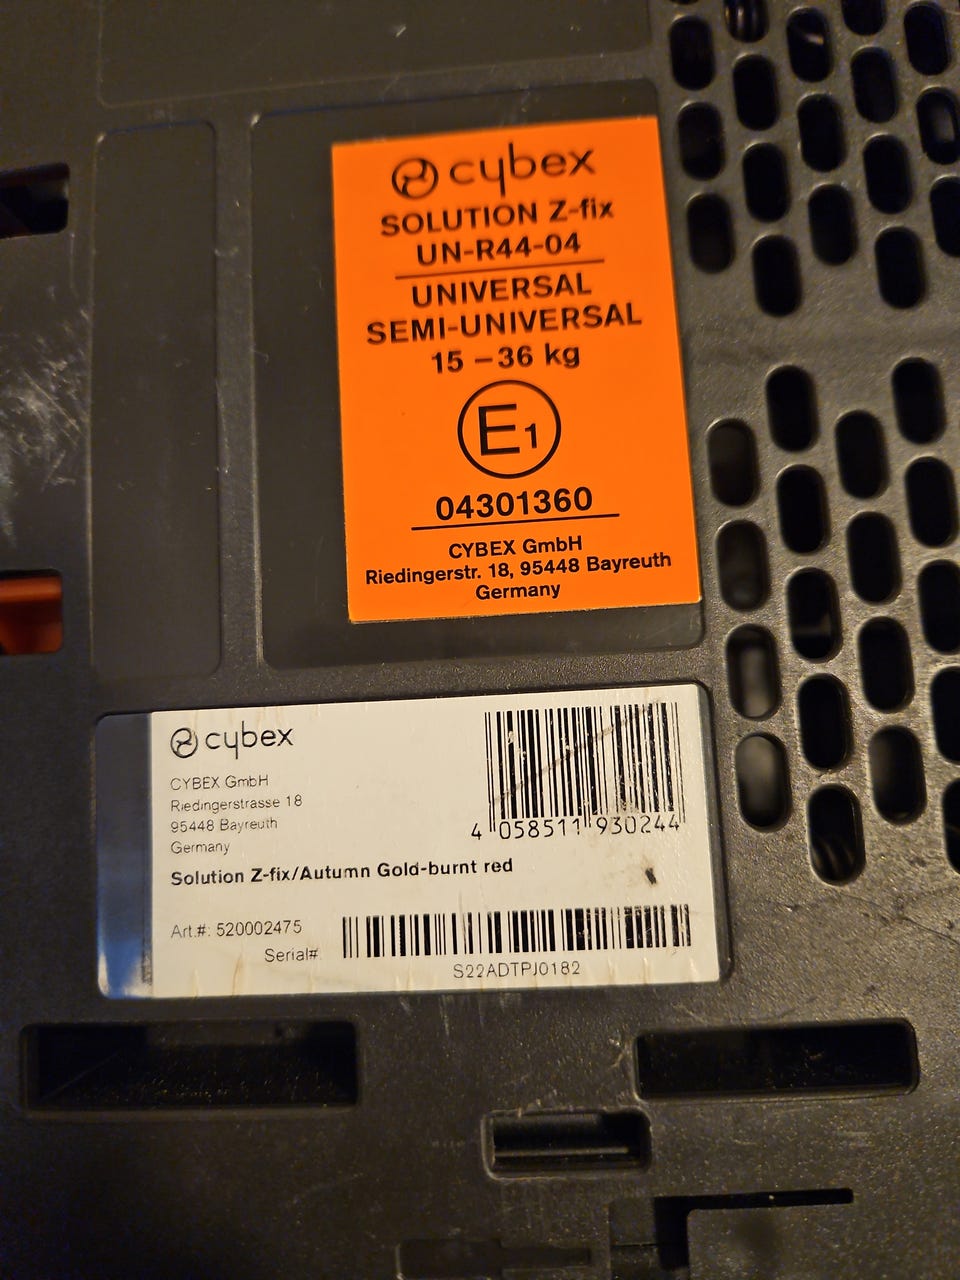 cybex
SOLUTION Z-fix
UN-R44-04
UNIVERSAL
SEMI-UNIVERSAL
15 – 36 kg
E1
04301360
CYBEX GmbH
Riedingerstr. 18, 95448 Bayreuth
Germany
cybex
CYBEX GmbH
Riedingerstrasse 18
95448 Bayreuth
Germany
4 058511 930244
Solution Z-fix/Autumn Gold-burnt red
Art.#: 520002475
Serial#:
S22ADTPJ0182